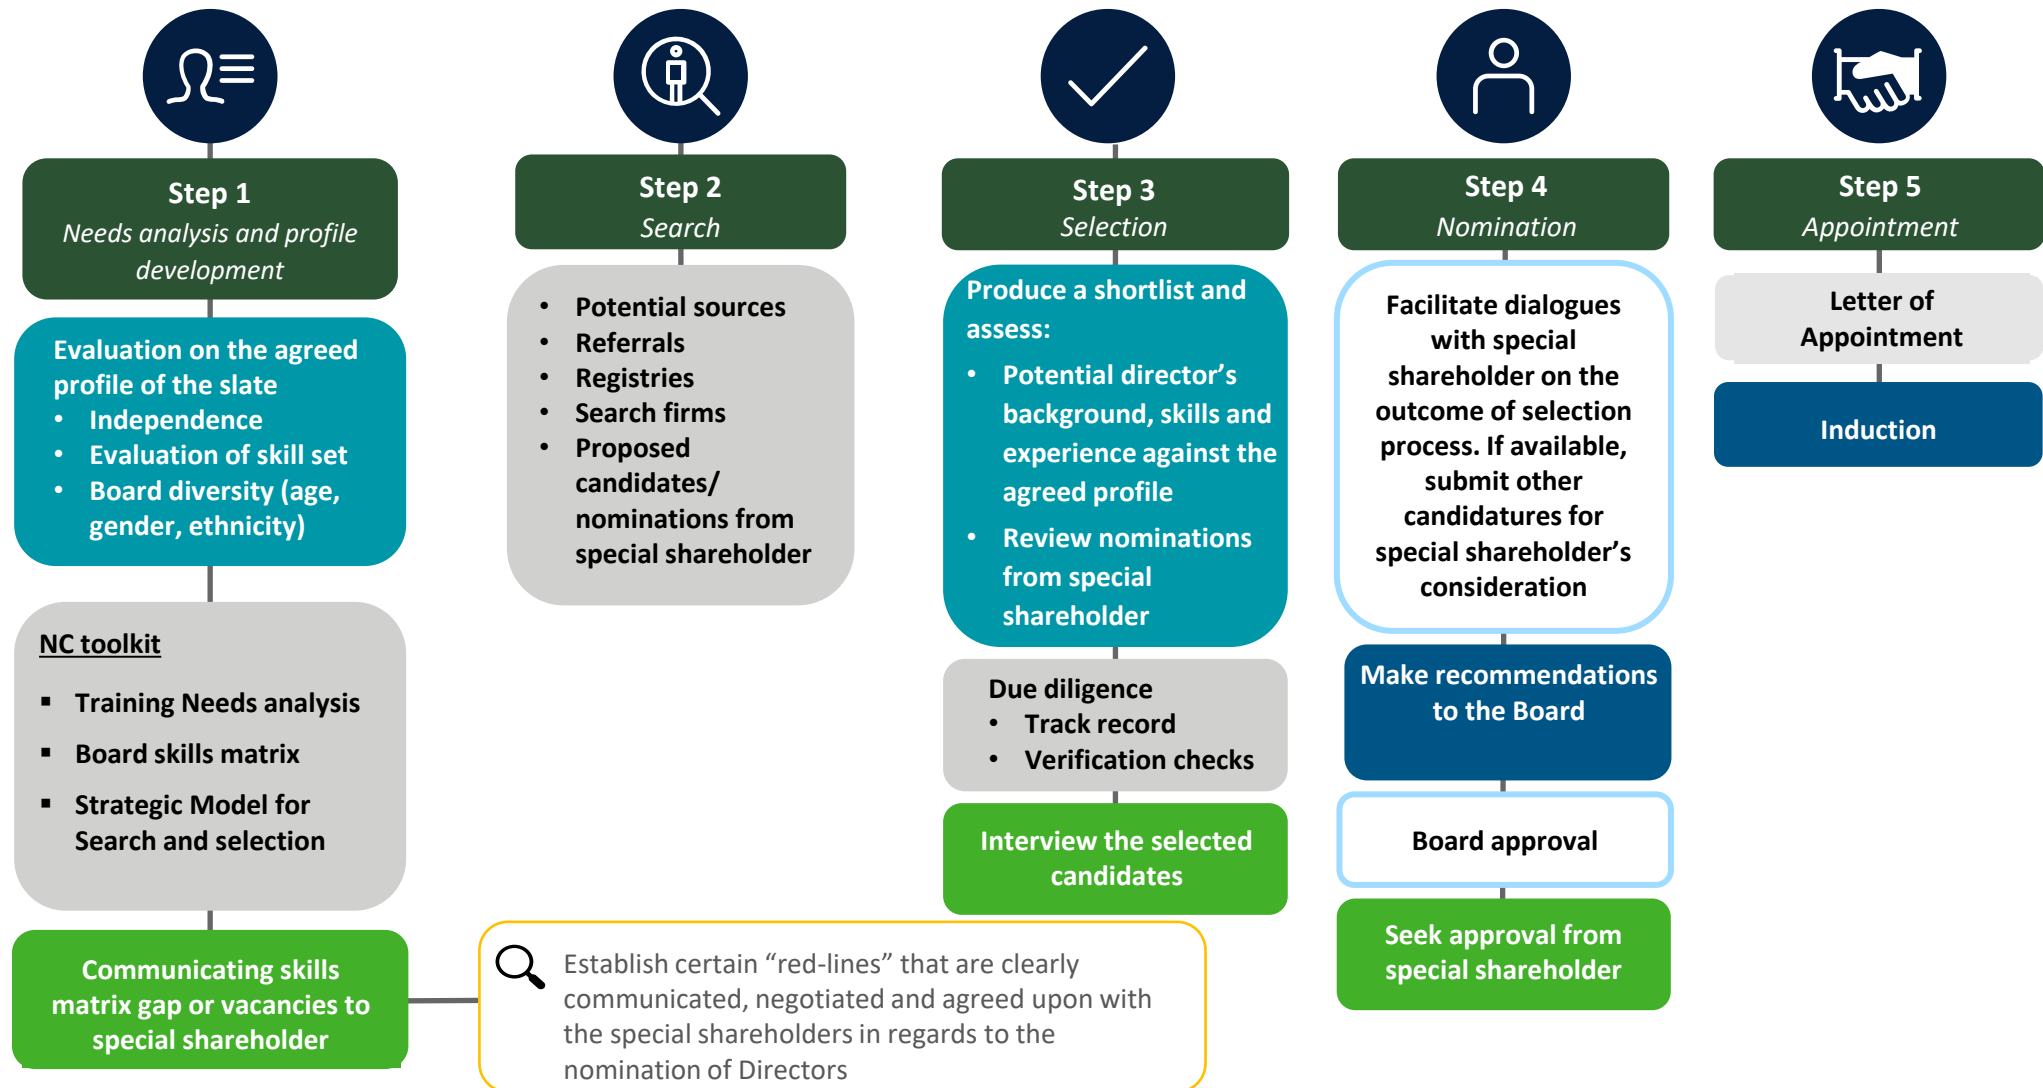 Step 1
Needs analysis and profile
development
Evaluation on the agreed
profile of the slate
• Independence
• Evaluation of skill set
• Board diversity (age,
gender, ethnicity)
NC toolkit
▪ Training Needs analysis
▪ Board skills matrix
▪ Strategic Model for
Search and selection
Communicating skills
matrix gap or vacancies to
special shareholder
Establish certain “red-lines” that are clearly
communicated, negotiated and agreed upon with
the special shareholders in regards to the
nomination of Directors
Step 2
Search
• Potential sources
• Referrals
• Registries
• Search firms
• Proposed
candidates/
nominations from
special shareholder
Step 3
Selection
Produce a shortlist and
assess:
• Potential director’s
background, skills and
experience against the
agreed profile
• Review nominations
from special
shareholder
Due diligence
• Track record
• Verification checks
Interview the selected
candidates
Step 4
Nomination
Facilitate dialogues
with special
shareholder on the
outcome of selection
process. If available,
submit other
candidatures for
special shareholder’s
consideration
Make recommendations
to the Board
Board approval
Seek approval from
special shareholder
Step 5
Appointment
Letter of
Appointment
Induction